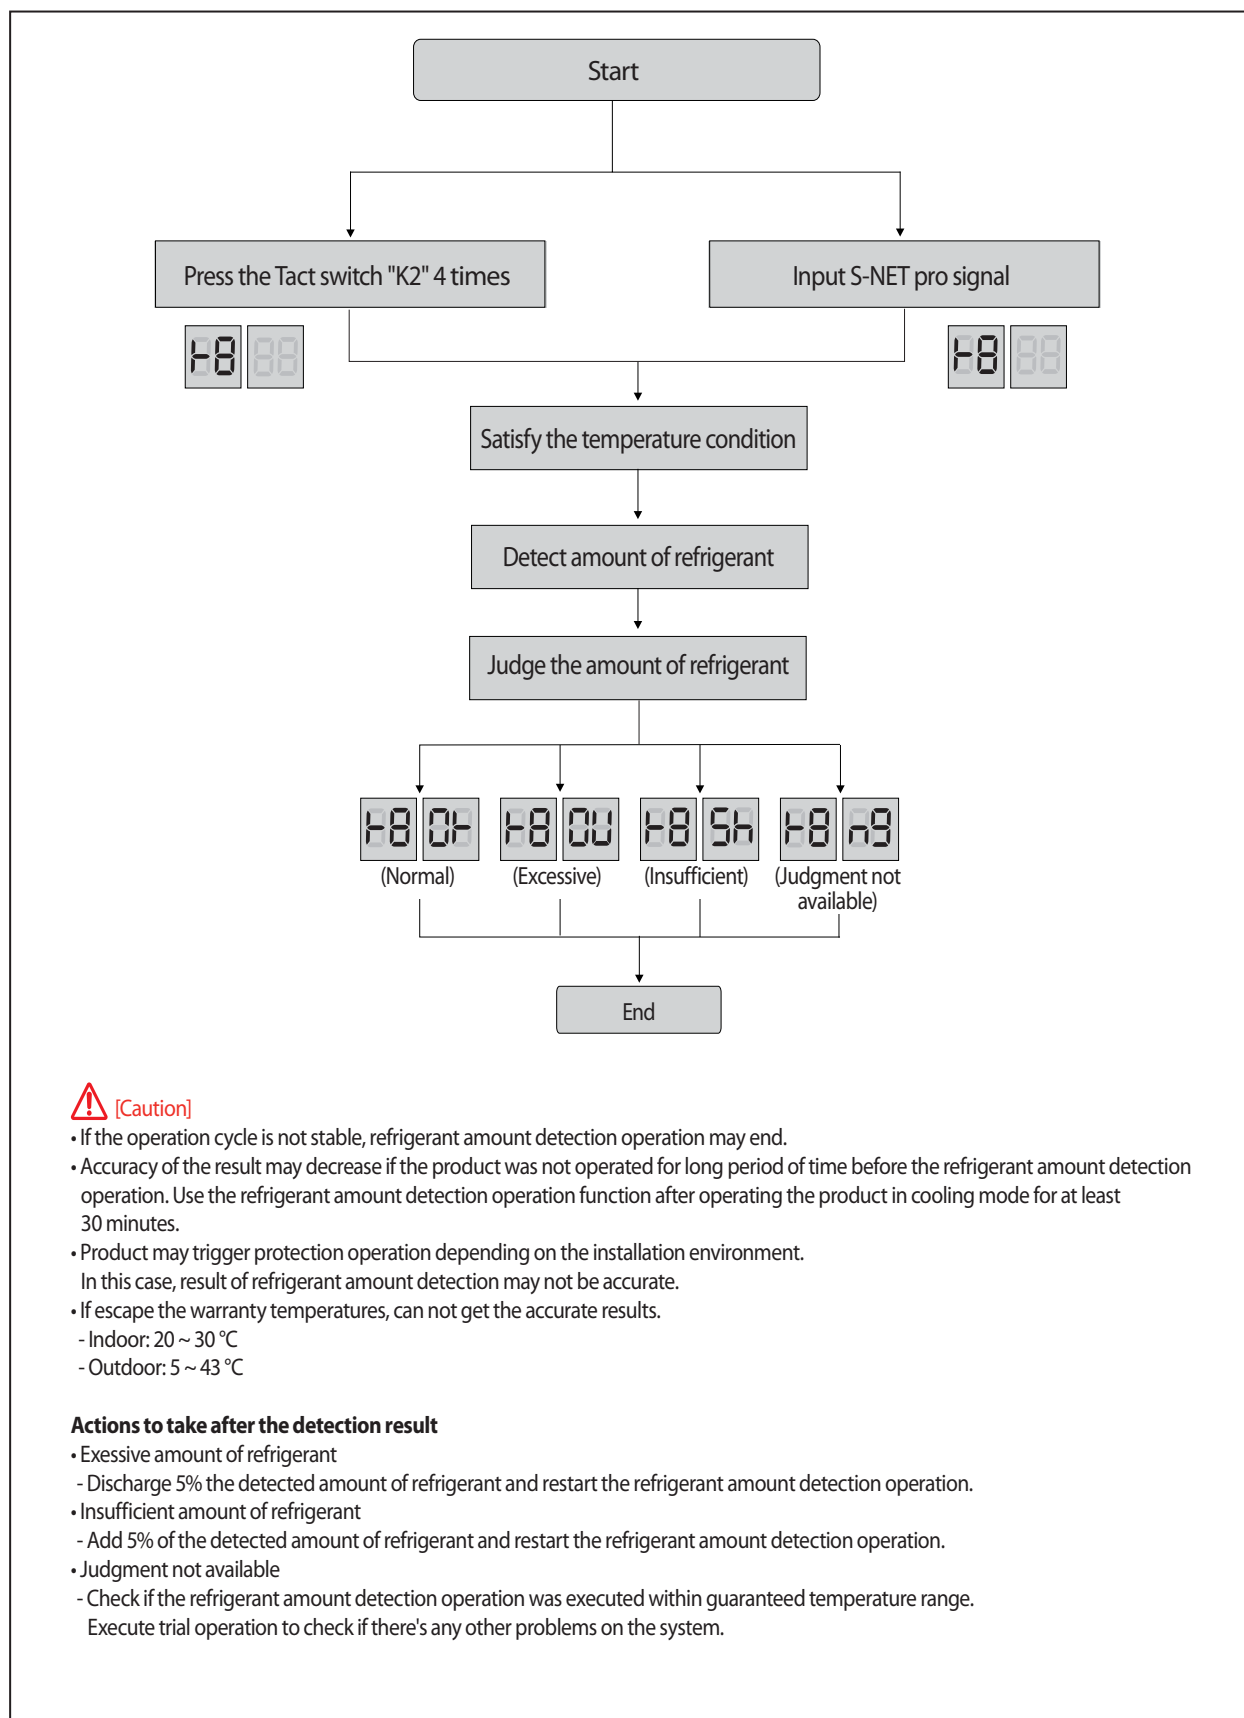 Start
Press the Tact switch "K2" 4 times
Input S-NET pro signal
Satisfy the temperature condition
Detect amount of refrigerant
Judge the amount of refrigerant
(Normal)
(Excessive)
(Insufficient)
(Judgment not
available)
End
[Caution]
• If the operation cycle is not stable, refrigerant amount detection operation may end.
• Accuracy of the result may decrease if the product was not operated for long period of time before the refrigerant amount detection
operation. Use the refrigerant amount detection operation function after operating the product in cooling mode for at least
30 minutes.
• Product may trigger protection operation depending on the installation environment.
In this case, result of refrigerant amount detection may not be accurate.
• If escape the warranty temperatures, can not get the accurate results.
- Indoor: 20 ~ 30 °C
- Outdoor: 5 ~ 43 °C
Actions to take after the detection result
• Exessive amount of refrigerant
- Discharge 5% the detected amount of refrigerant and restart the refrigerant amount detection operation.
• Insufficient amount of refrigerant
- Add 5% of the detected amount of refrigerant and restart the refrigerant amount detection operation.
• Judgment not available
- Check if the refrigerant amount detection operation was executed within guaranteed temperature range.
Execute trial operation to check if there's any other problems on the system.